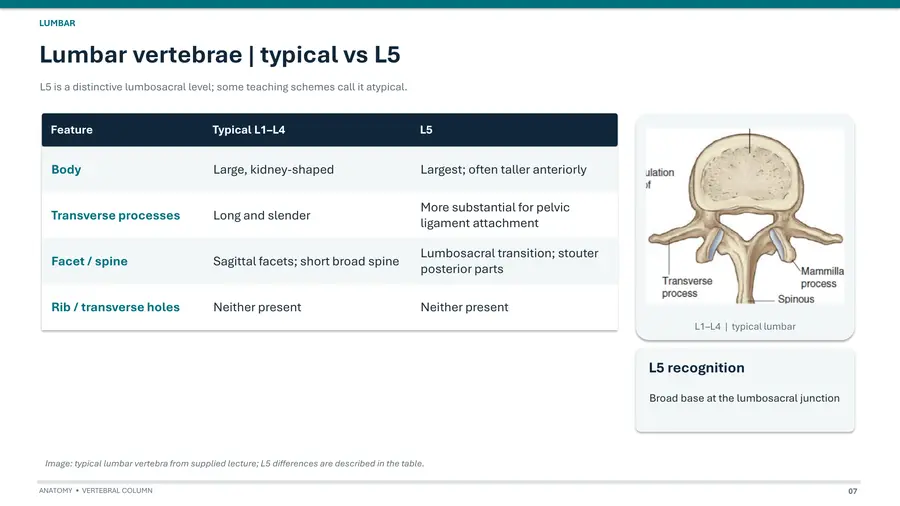 LUMBAR
Lumbar vertebrae | typical vs L5
L5 is a distinctive lumbosacral level; some teaching schemes call it atypical.
Feature Typical L1–L4 L5
Body Large, kidney-shaped Largest; often taller anteriorly
Transverse processes Long and slender More substantial for pelvic
ligament attachment
Facet / spine Sagittal facets; short broad spine Lumbosacral transition; stouter
posterior parts
Rib / transverse holes Neither present Neither present
ulation
of
Transverse
process
Mammilla
process
Spinous
L1–L4 | typical lumbar
L5 recognition
Broad base at the lumbosacral junction
Image: typical lumbar vertebra from supplied lecture; L5 differences are described in the table.
ANATOMY • VERTEBRAL COLUMN 07